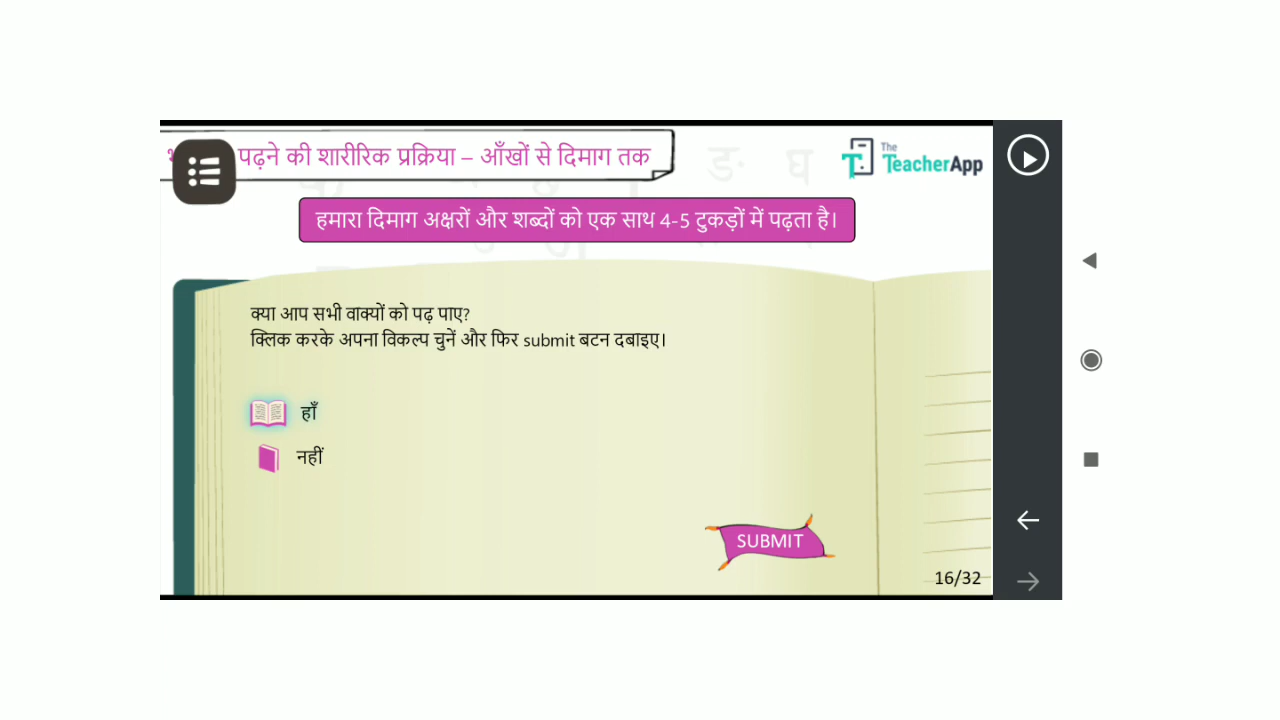 पढ़ने की शारीरिक प्रक्रिया – आँखों से दिमाग तक
The
TeacherApp
हमारा दिमाग अक्षरों और शब्दों को एक साथ 4-5 टुकड़ों में पढ़ता है।
क्या आप सभी वाक्यों को पढ़ पाए?
क्लिक करके अपना विकल्प चुनें और फिर submit बटन दबाइए।
हाँ
नहीं
SUBMIT
16/32